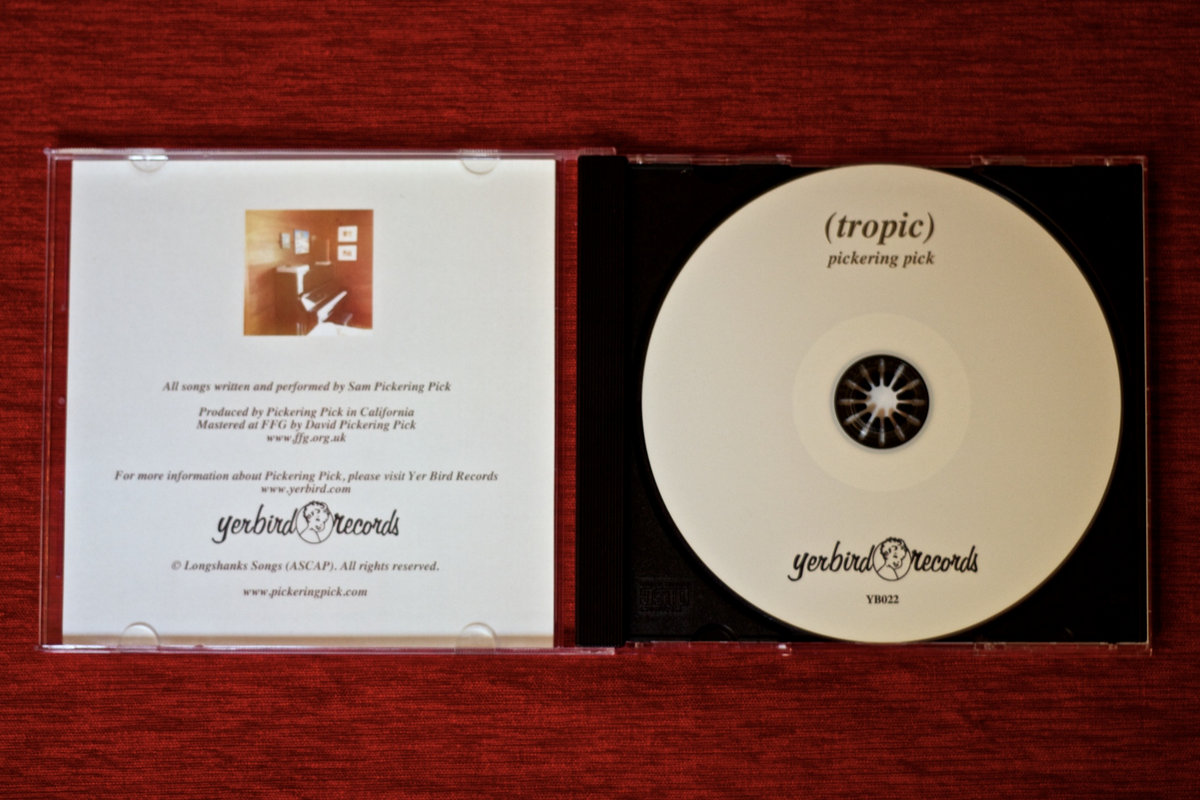 All songs written and performed by Sam Pickering Pick
Produced by Pickering Pick in California
Mastered at FFG by David Pickering Pick
www.ffg.org.uk
For more information about Pickering Pick, please visit Yer Bird Records
www.yerbird.com
yerbird records
© Longshanks Songs (ASCAP). All rights reserved.
www.pickeringpick.com
(tropic)
pickering pick
yerbird records
YB022